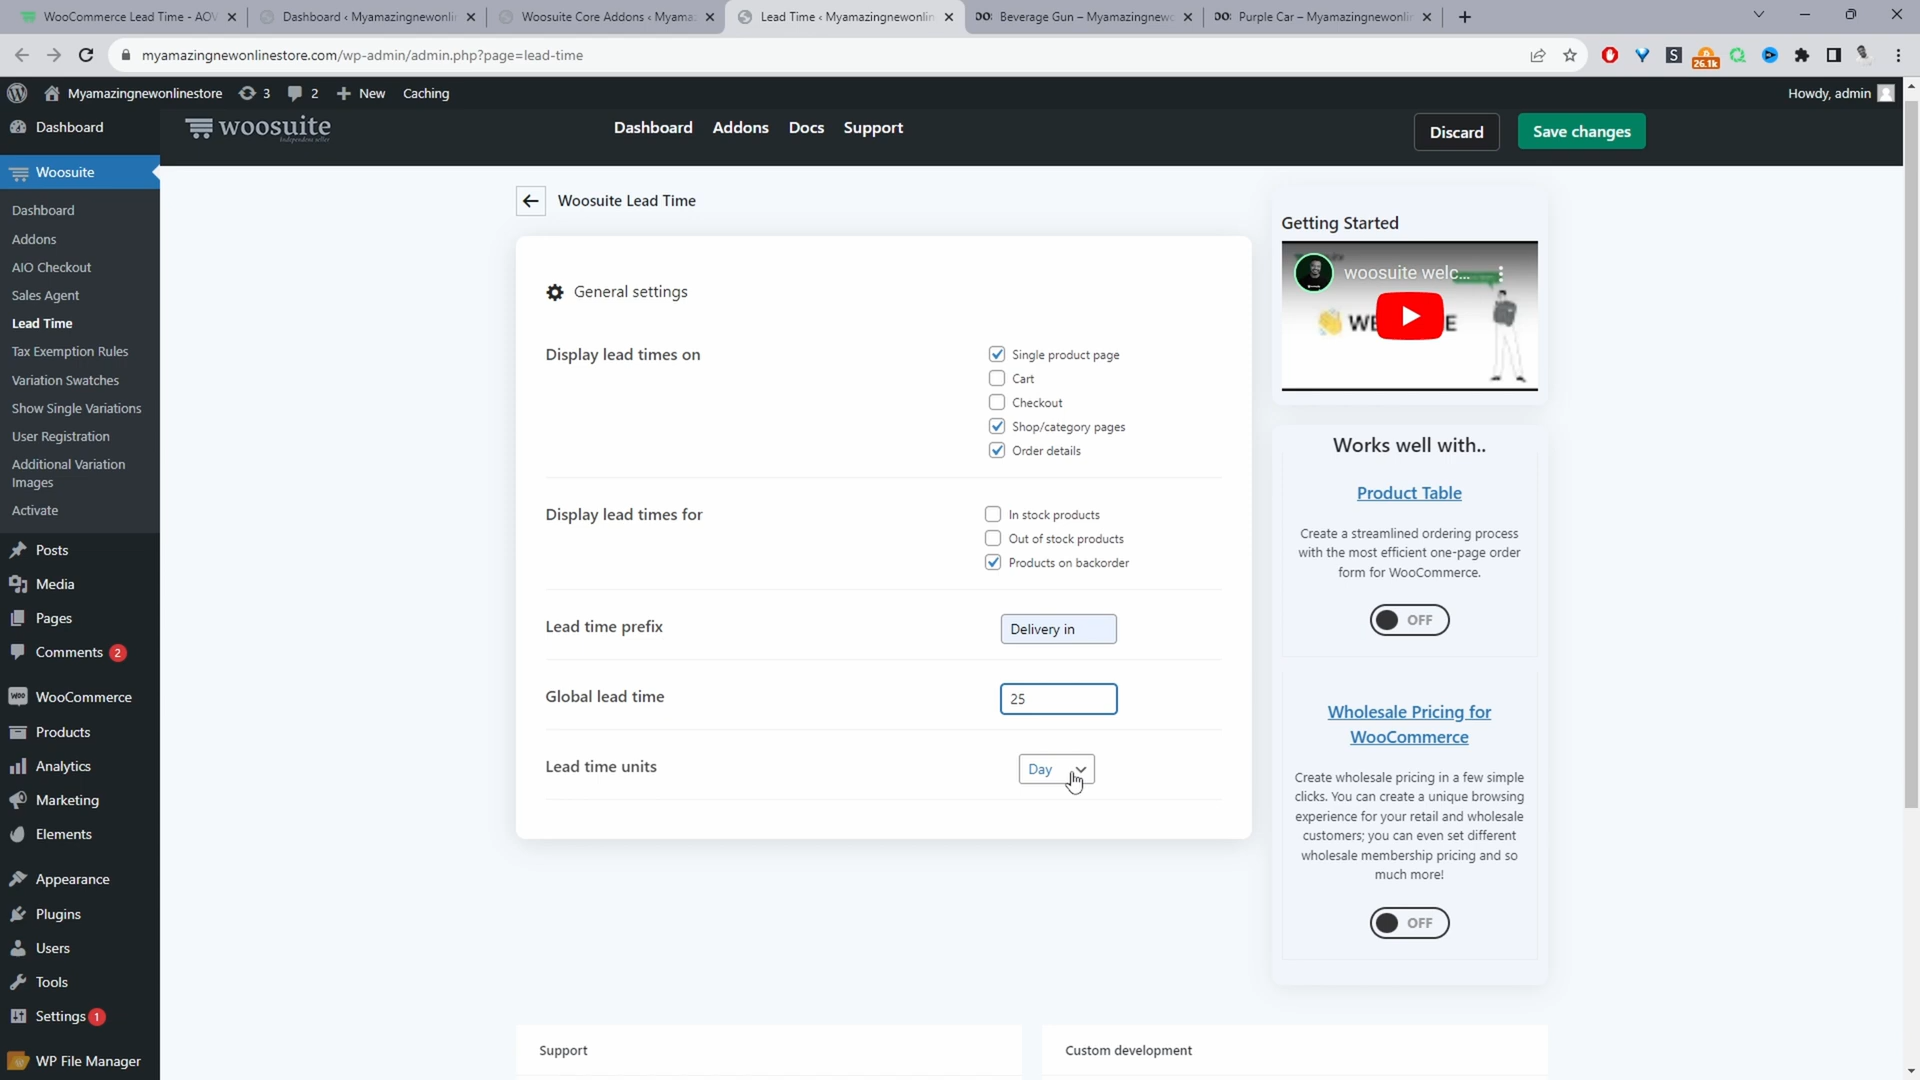 WooCommerce Lead Time - AOV
Dashboard ‹ Myamazingnewonlin
Woosuite Core Addons ‹ Myama
Lead Time ‹ Myamazingnewonlin
Beverage Gun – Myamazingnewo
Purple Car – Myamazingnewonlin
myamazingnewonlinestore.com/wp-admin/admin.php?page=lead-time
26.1k
Myamazingnewonlinestore
3
2
New
Caching
Howdy, admin
woosuite
Dashboard
Addons
Docs
Support
Discard
Save changes
Dashboard
Woosuite
Dashboard
Addons
AIO Checkout
Sales Agent
Lead Time
Tax Exemption Rules
Variation Swatches
Show Single Variations
User Registration
Additional Variation
Images
Activate
Posts
Media
Pages
Comments 2
WooCommerce
Products
Analytics
Marketing
Elements
Appearance
Plugins
Users
Tools
Settings 1
WP File Manager
Woosuite Lead Time
General settings
Display lead times on
Single product page
Cart
Checkout
Shop/category pages
Order details
Display lead times for
In stock products
Out of stock products
Products on backorder
Lead time prefix
Delivery in
Global lead time
25
Lead time units
Day
Getting Started
woosuite welc...
Works well with..
Product Table
Create a streamlined ordering process
with the most efficient one-page order
form for WooCommerce.
OFF
Wholesale Pricing for
WooCommerce
Create wholesale pricing in a few simple
clicks. You can create a unique browsing
experience for your retail and wholesale
customers; you can even set different
wholesale membership pricing and so
much more!
OFF
Support
Custom development